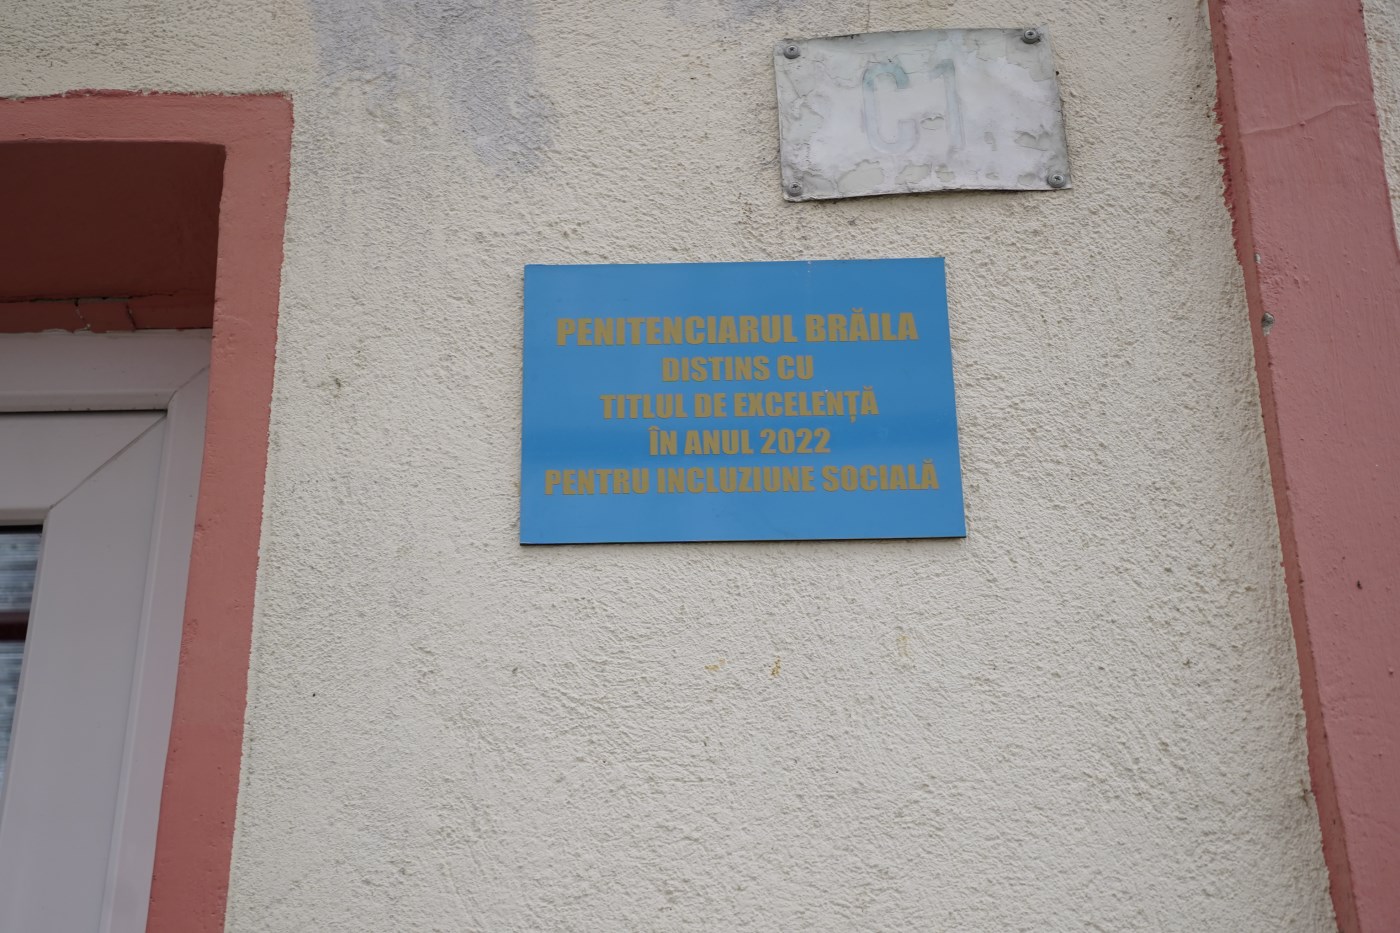 C1
PENITENCIARUL BRĂILA
DISTINS CU
TITLUL DE EXCELENȚĂ
ÎN ANUL 2022
PENTRU INCLUZIUNE SOCIALĂ